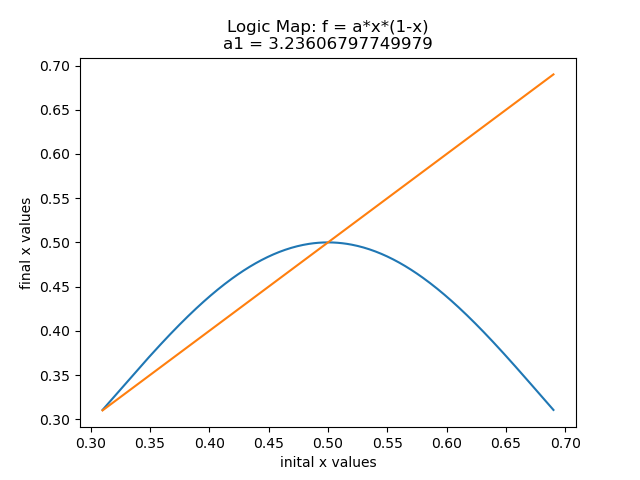 Logic Map: f = a*x*(1-x)
a1 = 3.23606797749979
0.70
0.65
0.60
0.55
0.50
0.45
0.40
0.35
0.30
final x values
0.30 0.35 0.40 0.45 0.50 0.55 0.60 0.65 0.70
inital x values